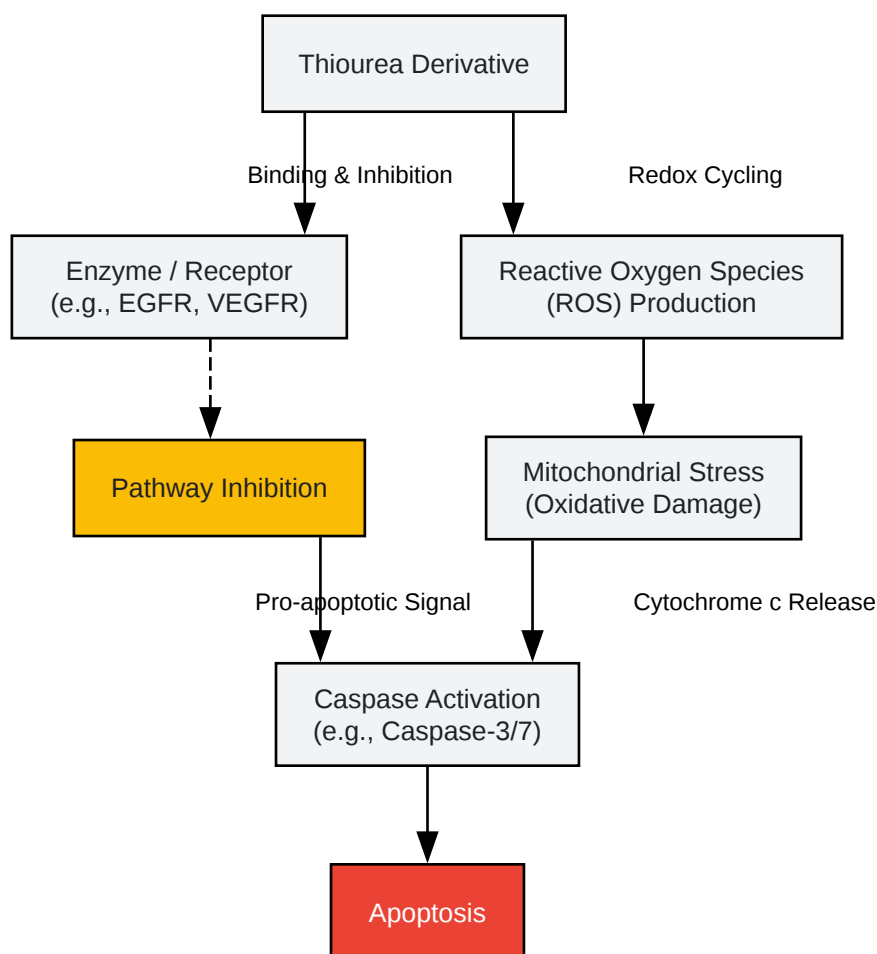 Thiourea Derivative
Binding & Inhibition
Redox Cycling
Enzyme / Receptor
(e.g., EGFR, VEGFR)
Reactive Oxygen Species
(ROS) Production
Pathway Inhibition
Mitochondrial Stress
(Oxidative Damage)
Pro-apoptotic Signal
Cytochrome c Release
Caspase Activation
(e.g., Caspase-3/7)
Apoptosis